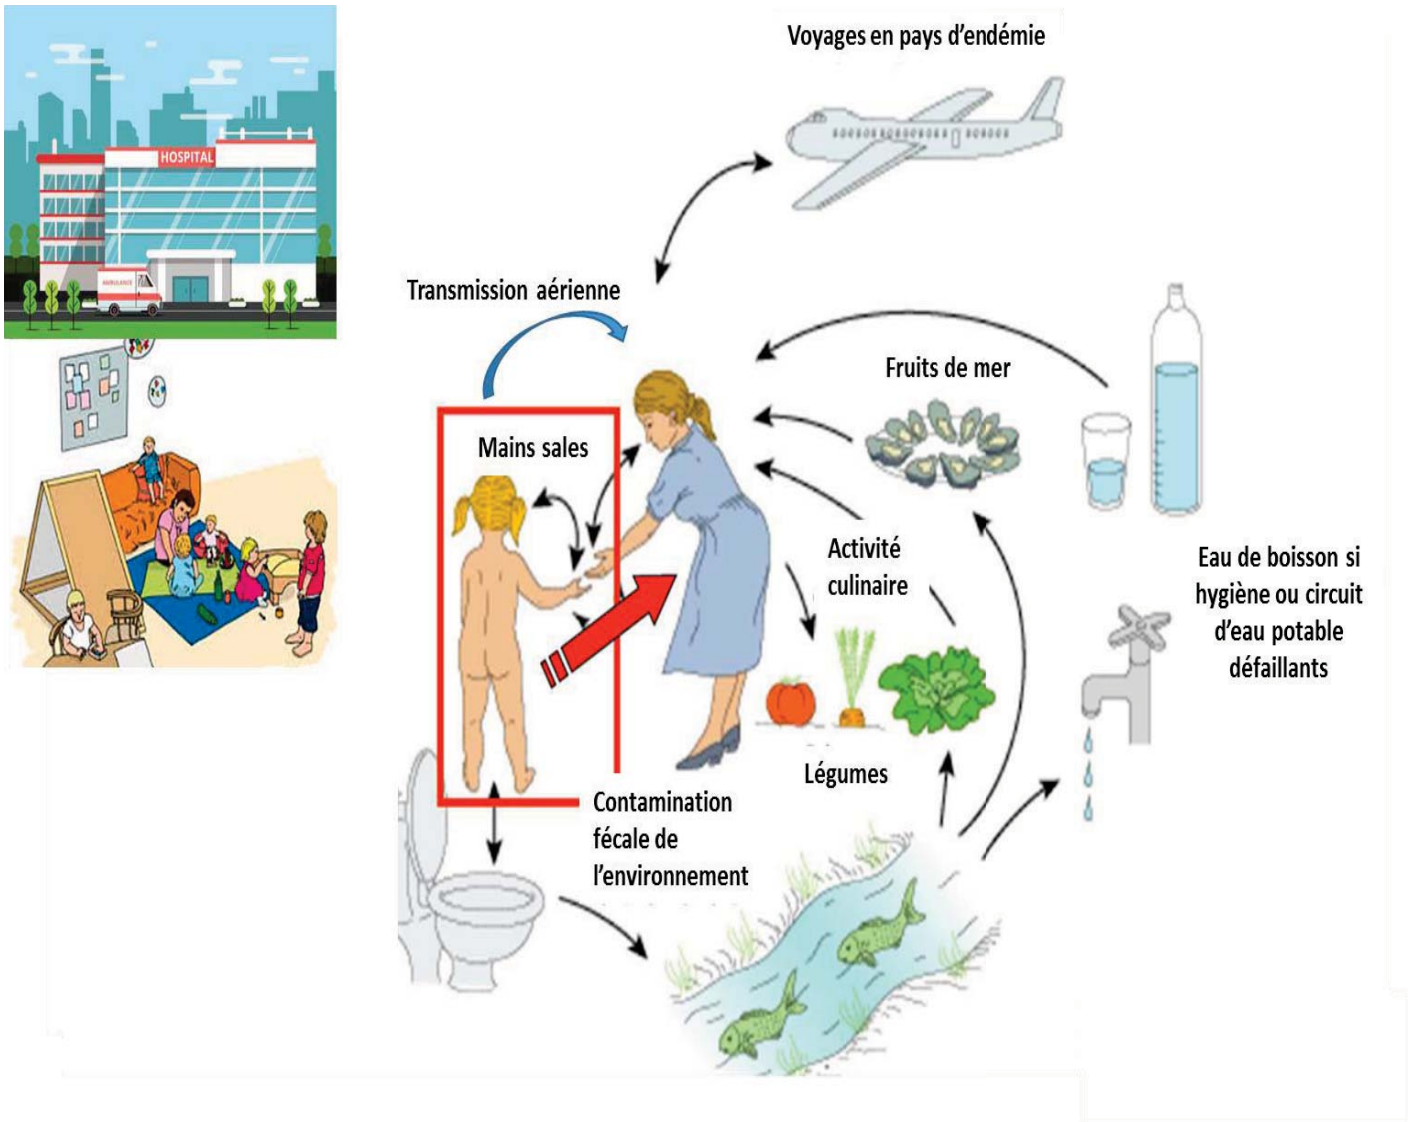 Voyages en pays d'endémie
HOSPITAL
AMBULANCE
Transmission aérienne
Fruits de mer
Mains sales
Activité
culinaire
Eau de boisson si
hygiène ou circuit
d'eau potable
défaillants
Légumes
Contamination
fécale de
l'environnement